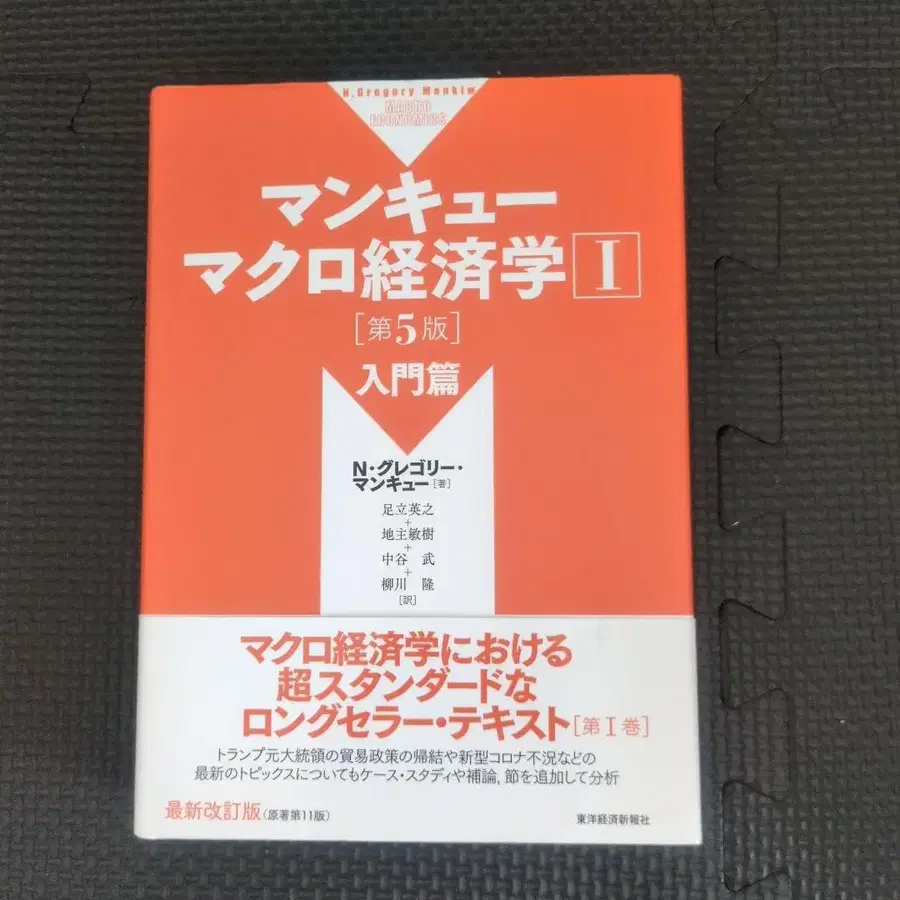 N.Gregory Mankiw
MACRO
ECONOMICS
マンキュー
マクロ経済学 I
[第5版]
入門篇
N・グレゴリー・
マンキュー[著]
足立英之
+
地主敏樹
+
中谷 武
+
柳川 隆
[訳]
マクロ経済学における
超スタンダードな
ロングセラー・テキスト[第I巻]
トランプ元大統領の貿易政策の帰結や新型コロナ不況などの
最新のトピックスについてもケース・スタディや補論, 節を追加して分析
最新改訂版(原著第11版)
東洋経済新報社